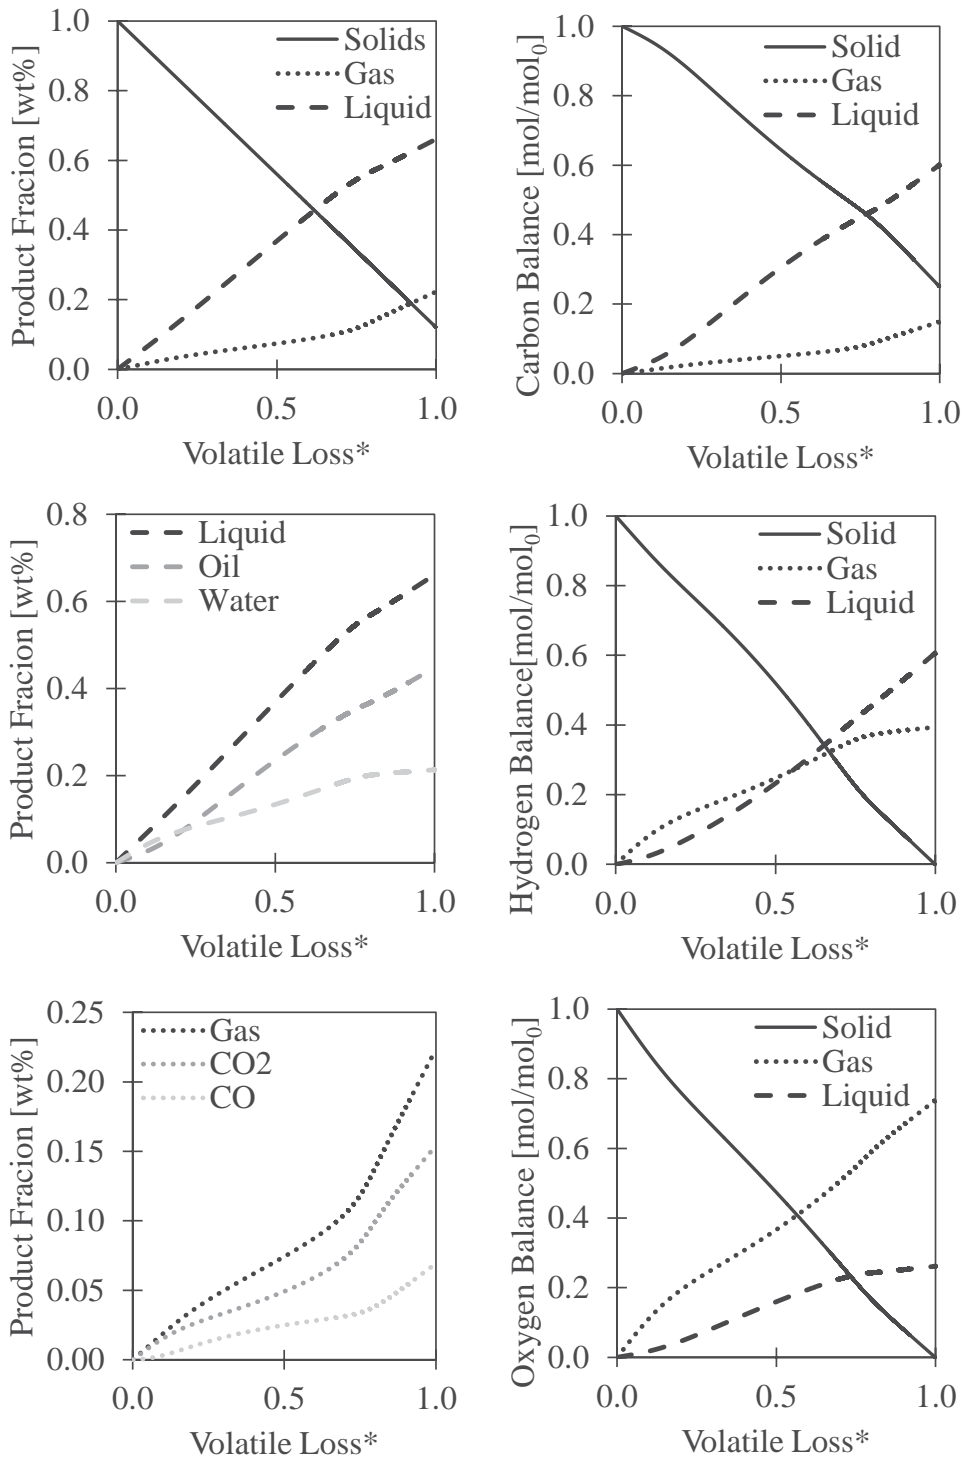 Product Fracion [wt%]
1.0
0.8
0.6
0.4
0.2
0.0
Solids
Gas
Liquid
0.0 0.5 1.0
Volatile Loss*
Carbon Balance [mol/mol0]
1.0
0.8
0.6
0.4
0.2
0.0
Solid
Gas
Liquid
0.0 0.5 1.0
Volatile Loss*
Product Fracion [wt%]
0.8
0.6
0.4
0.2
0.0
Liquid
Oil
Water
0.0 0.5 1.0
Volatile Loss*
Hydrogen Balance[mol/mol0]
1.0
0.8
0.6
0.4
0.2
0.0
Solid
Gas
Liquid
0.0 0.5 1.0
Volatile Loss*
Product Fracion [wt%]
0.25
0.20
0.15
0.10
0.05
0.00
Gas
CO2
CO
0.0 0.5 1.0
Volatile Loss*
Oxygen Balance [mol/mol0]
1.0
0.8
0.6
0.4
0.2
0.0
Solid
Gas
Liquid
0.0 0.5 1.0
Volatile Loss*